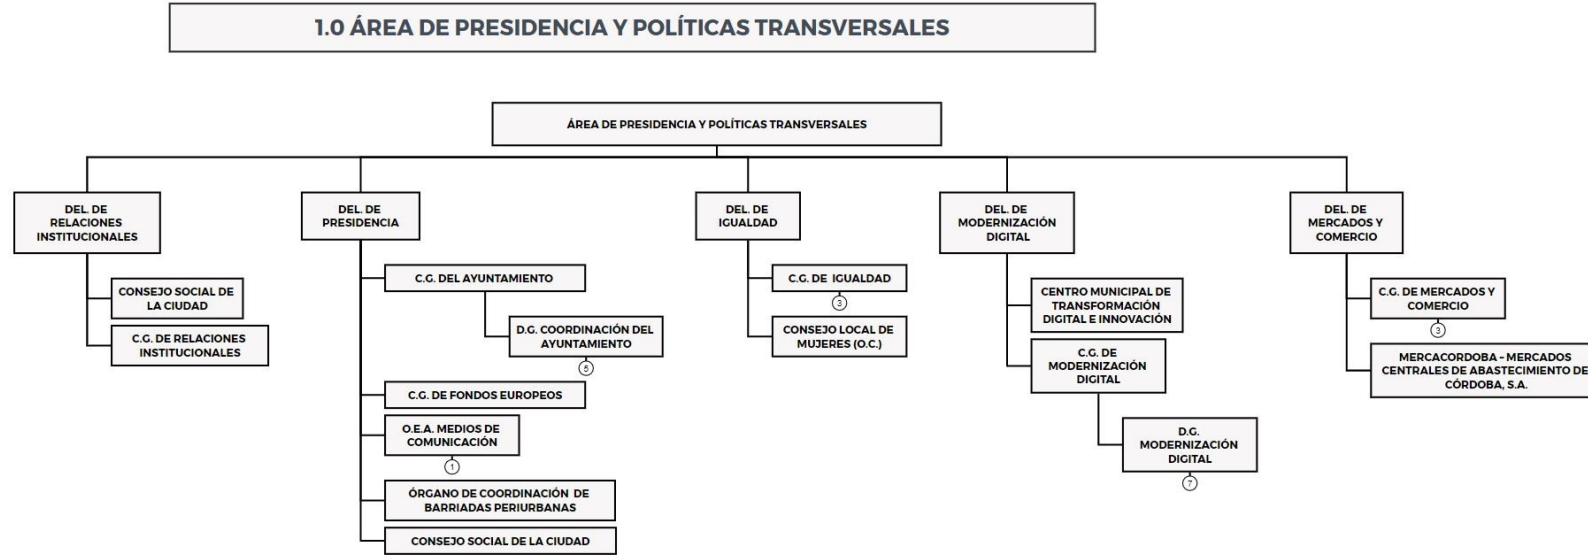 1.0 ÁREA DE PRESIDENCIA Y POLÍTICAS TRANSVERSALES
ÁREA DE PRESIDENCIA Y POLÍTICAS TRANSVERSALES
DEL. DE
RELACIONES
INSTITUCIONALES
CONSEJO SOCIAL DE
LA CIUDAD
C.G. DE RELACIONES
INSTITUCIONALES
DEL. DE
PRESIDENCIA
C.G. DEL AYUNTAMIENTO
D.G. COORDINACIÓN DEL
AYUNTAMIENTO
5
C.G. DE FONDOS EUROPEOS
O.E.A. MEDIOS DE
COMUNICACIÓN
1
ÓRGANO DE COORDINACIÓN DE
BARRIADAS PERIURBANAS
CONSEJO SOCIAL DE LA CIUDAD
DEL. DE
IGUALDAD
C.G. DE IGUALDAD
3
CONSEJO LOCAL DE
MUJERES (O.C.)
DEL. DE
MODERNIZACIÓN
DIGITAL
CENTRO MUNICIPAL DE
TRANSFORMACIÓN
DIGITAL E INNOVACIÓN
C.G. DE
MODERNIZACIÓN
DIGITAL
D.G.
MODERNIZACIÓN
DIGITAL
7
DEL. DE
MERCADOS Y
COMERCIO
C.G. DE MERCADOS Y
COMERCIO
3
MERCACORDOBA - MERCADOS
CENTRALES DE ABASTECIMIENTO DE
CÓRDOBA, S.A.